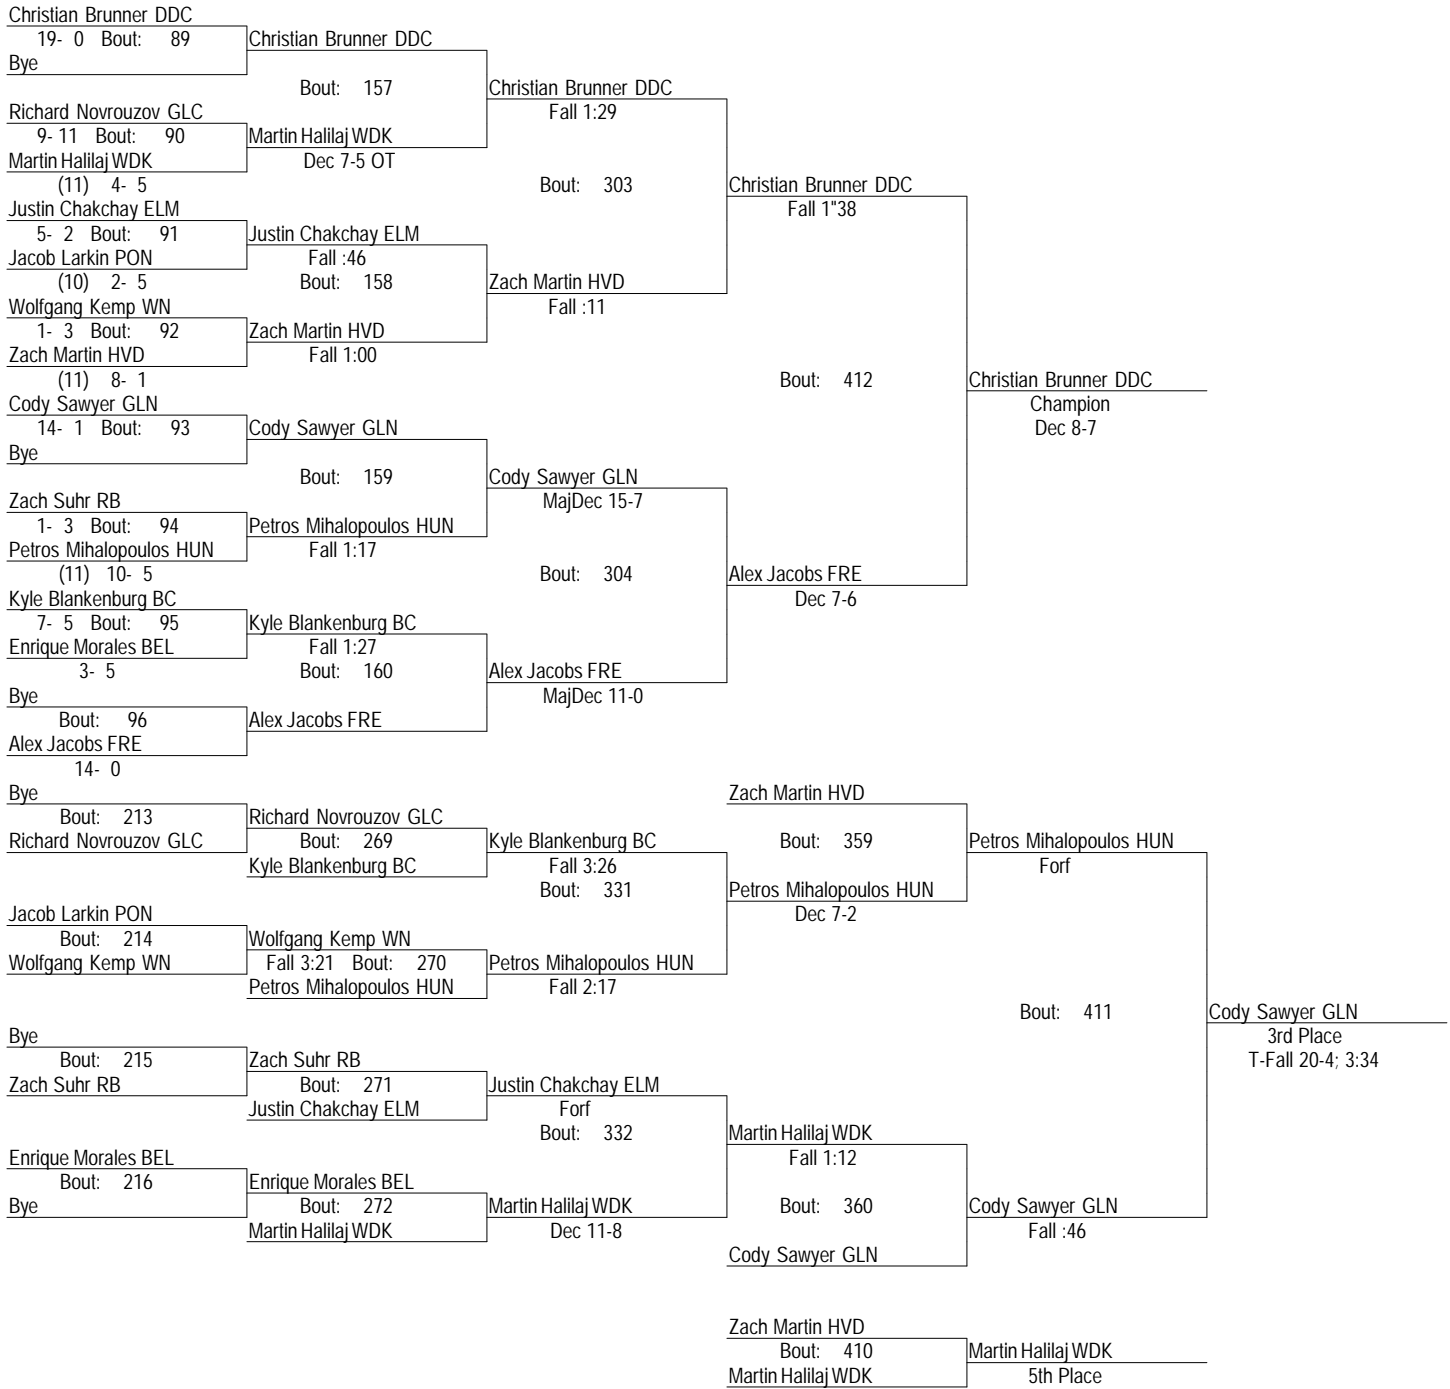 Christian Brunner DDC
19- 0 Bout: 89
Christian Brunner DDC
Bye
Bout: 157
Christian Brunner DDC
Richard Novrouzov GLC
Fall 1:29
9- 11 Bout: 90
Martin Halilaj WDK
Martin Halilaj WDK
Dec 7-5 OT
(11) 4- 5
Bout: 303
Christian Brunner DDC
Justin Chakchay ELM
Fall 1"38
5- 2 Bout: 91
Justin Chakchay ELM
Jacob Larkin PON
Fall :46
(10) 2- 5
Bout: 158
Zach Martin HVD
Wolfgang Kemp WN
Fall :11
1- 3 Bout: 92
Zach Martin HVD
Zach Martin HVD
Fall 1:00
(11) 8- 1
Bout: 412
Christian Brunner DDC
Cody Sawyer GLN
Champion
14- 1 Bout: 93
Cody Sawyer GLN
Dec 8-7
Bye
Bout: 159
Cody Sawyer GLN
Zach Suhr RB
MajDec 15-7
1- 3 Bout: 94
Petros Mihalopoulos HUN
Petros Mihalopoulos HUN
Fall 1:17
(11) 10- 5
Bout: 304
Alex Jacobs FRE
Kyle Blankenburg BC
Dec 7-6
7- 5 Bout: 95
Kyle Blankenburg BC
Enrique Morales BEL
Fall 1:27
3- 5
Bout: 160
Alex Jacobs FRE
Bye
MajDec 11-0
Bout: 96
Alex Jacobs FRE
Alex Jacobs FRE
14- 0
Bye
Zach Martin HVD
Bout: 213
Richard Novrouzov GLC
Richard Novrouzov GLC
Bout: 269
Kyle Blankenburg BC
Bout: 359
Petros Mihalopoulos HUN
Kyle Blankenburg BC
Fall 3:26
Forf
Bout: 331
Petros Mihalopoulos HUN
Jacob Larkin PON
Dec 7-2
Bout: 214
Wolfgang Kemp WN
Wolfgang Kemp WN
Fall 3:21 Bout: 270
Petros Mihalopoulos HUN
Petros Mihalopoulos HUN
Fall 2:17
Bout: 411
Cody Sawyer GLN
Bye
3rd Place
Bout: 215
Zach Suhr RB
T-Fall 20-4; 3:34
Zach Suhr RB
Bout: 271
Justin Chakchay ELM
Justin Chakchay ELM
Forf
Bout: 332
Martin Halilaj WDK
Enrique Morales BEL
Fall 1:12
Bout: 216
Enrique Morales BEL
Bye
Bout: 272
Martin Halilaj WDK
Bout: 360
Cody Sawyer GLN
Martin Halilaj WDK
Dec 11-8
Fall :46
Cody Sawyer GLN
Zach Martin HVD
Bout: 410
Martin Halilaj WDK
Martin Halilaj WDK
5th Place